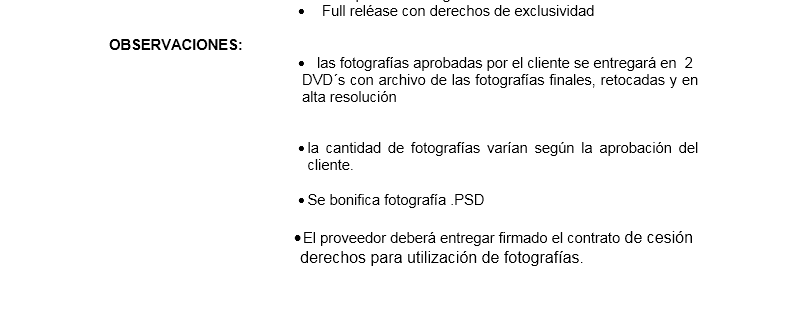 • Full reléase con derechos de exclusividad
OBSERVACIONES:
• las fotografías aprobadas por el cliente se entregará en 2
DVD´s con archivo de las fotografías finales, retocadas y en
alta resolución
• la cantidad de fotografías varían según la aprobación del
cliente.
• Se bonifica fotografía .PSD
• El proveedor deberá entregar firmado el contrato de cesión
derechos para utilización de fotografías.